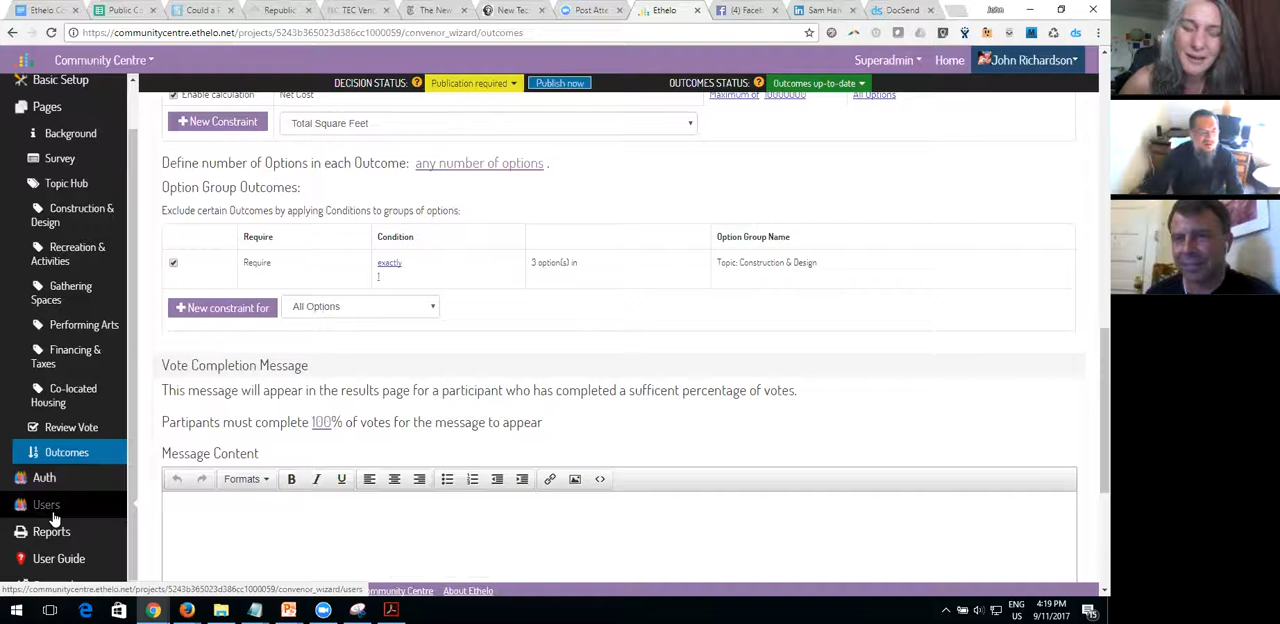 Ethelo Co
Public Co
Could a F
Republic
TEC Ven
The New
New Tec
Post Atte
Ethelo
(4) Faceb
Sam Hah
DocSend
John
https://communitycentre.ethelo.net/projects/5243b365023d386cc1000059/convenor_wizard/outcomes
Community Centre
Superadmin
Home
John Richardson
Basic Setup
DECISION STATUS:
Publication required
Publish now
OUTCOMES STATUS:
Outcomes up-to-date
Enable calculation
Net Cost
Maximum of
All Options
Pages
New Constraint
Total Square Feet
Background
Survey
Define number of Options in each Outcome: any number of options .
Topic Hub
Option Group Outcomes:
Construction &
Design
Exclude certain Outcomes by applying Conditions to groups of options:
Require
Condition
Option Group Name
Recreation &
Activities
Require
exactly
1
3 option(s) in
Topic: Construction & Design
Gathering
Spaces
New constraint for
All Options
Performing Arts
Financing &
Taxes
Vote Completion Message
Co-located
Housing
This message will appear in the results page for a participant who has completed a sufficent percentage of votes.
Review Vote
Partipants must complete 100% of votes for the message to appear
Outcomes
Message Content
Auth
Formats
B I U
Users
Reports
User Guide
https://communitycentre.ethelo.net/projects/5243b365023d386cc1000059/convenor_wizard/users
mmunity Centre
About Ethelo
ENG
US
4:19 PM
9/11/2017
15